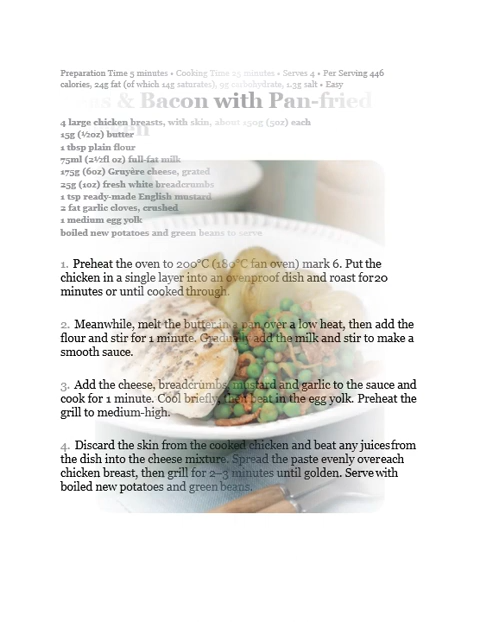 Preparation Time 5 minutes • Cooking Time 25 minutes • Serves 4 • Per Serving 446
calories, 24g fat (of which 14g saturates), 9g carbohydrate, 1.3g salt • Easy
& Bacon with Pan-fried
4 large chicken breasts, with skin, about 150g (5oz) each
15g (½oz) butter
1 tbsp plain flour
75ml (2½fl oz) full-fat milk
175g (6oz) Gruyère cheese, grated
25g (1oz) fresh white breadcrumbs
1 tsp ready-made English mustard
2 fat garlic cloves, crushed
1 medium egg yolk
boiled new potatoes and green beans to serve
1. Preheat the oven to 200°C (180°C fan oven) mark 6. Put the
chicken in a single layer into an ovenproof dish and roast for20
minutes or until cooked through.
2. Meanwhile, melt the butter in a pan over a low heat, then add the
flour and stir for 1 minute. Gradually add the milk and stir to make a
smooth sauce.
3. Add the cheese, breadcrumbs, mustard and garlic to the sauce and
cook for 1 minute. Cool briefly, then beat in the egg yolk. Preheat the
grill to medium-high.
4. Discard the skin from the cooked chicken and beat any juicesfrom
the dish into the cheese mixture. Spread the paste evenly overeach
chicken breast, then grill for 2–3 minutes until golden. Servewith
boiled new potatoes and green beans.